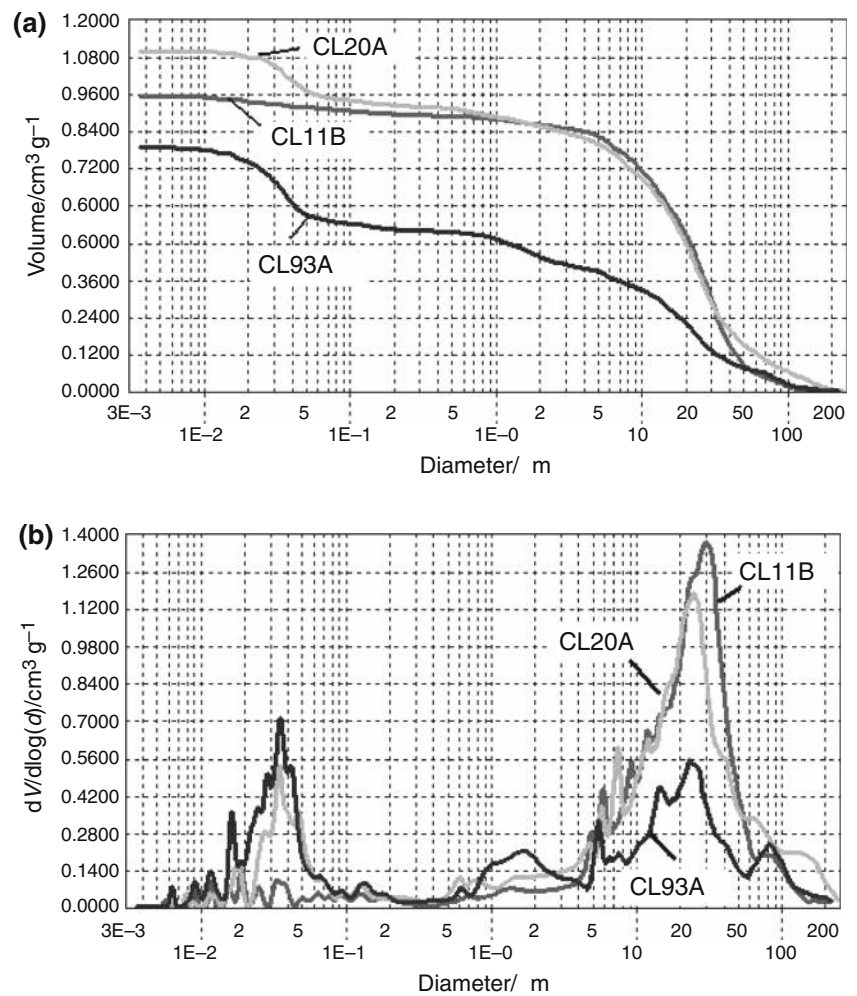 (a)
1.2000
1.0800
0.9600
0.8400
0.7200
0.6000
0.3600
0.2400
0.1200
0.0000
Volume/cm³ g⁻¹
CL20A
CL11B
CL93A
3E−3 2 5 2 5 2 5 20 50 200
1E−2 1E−1 1E−0 10 100
Diameter/ m
(b)
1.4000
1.2600
1.1200
0.9800
0.8400
0.7000
0.5600
0.4200
0.2800
0.1400
0.0000
dV/dlog(d)/cm³ g⁻¹
CL11B
CL20A
CL93A
3E−3 2 5 2 5 2 5 20 50 200
1E−2 1E−1 1E−0 10 100
Diameter/ m